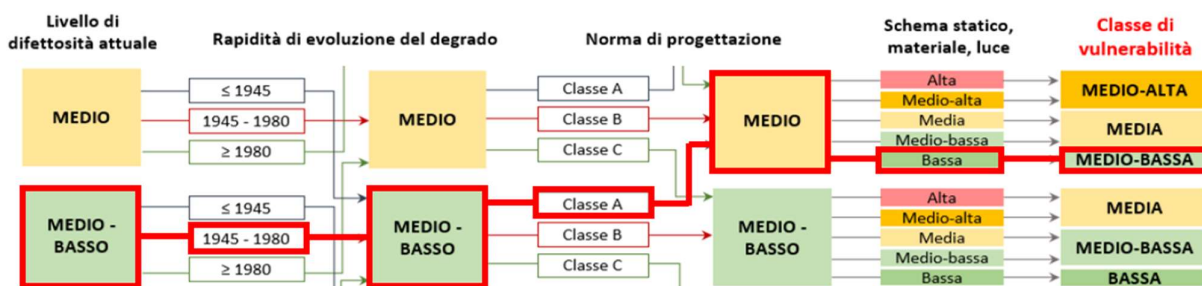 Livello di
difettosità attuale
Rapidità di evoluzione del degrado
Norma di progettazione
Schema statico,
materiale, luce
Classe di
vulnerabilità
MEDIO
≤ 1945
1945 - 1980
≥ 1980
MEDIO
Classe A
Classe B
Classe C
MEDIO
Alta
Medio-alta
Media
Medio-bassa
Bassa
MEDIO-ALTA
MEDIA
MEDIO-BASSA
MEDIO -
BASSO
≤ 1945
1945 - 1980
≥ 1980
MEDIO -
BASSO
Classe A
Classe B
Classe C
MEDIO -
BASSO
Alta
Medio-alta
Media
Medio-bassa
Bassa
MEDIA
MEDIO-BASSA
BASSA